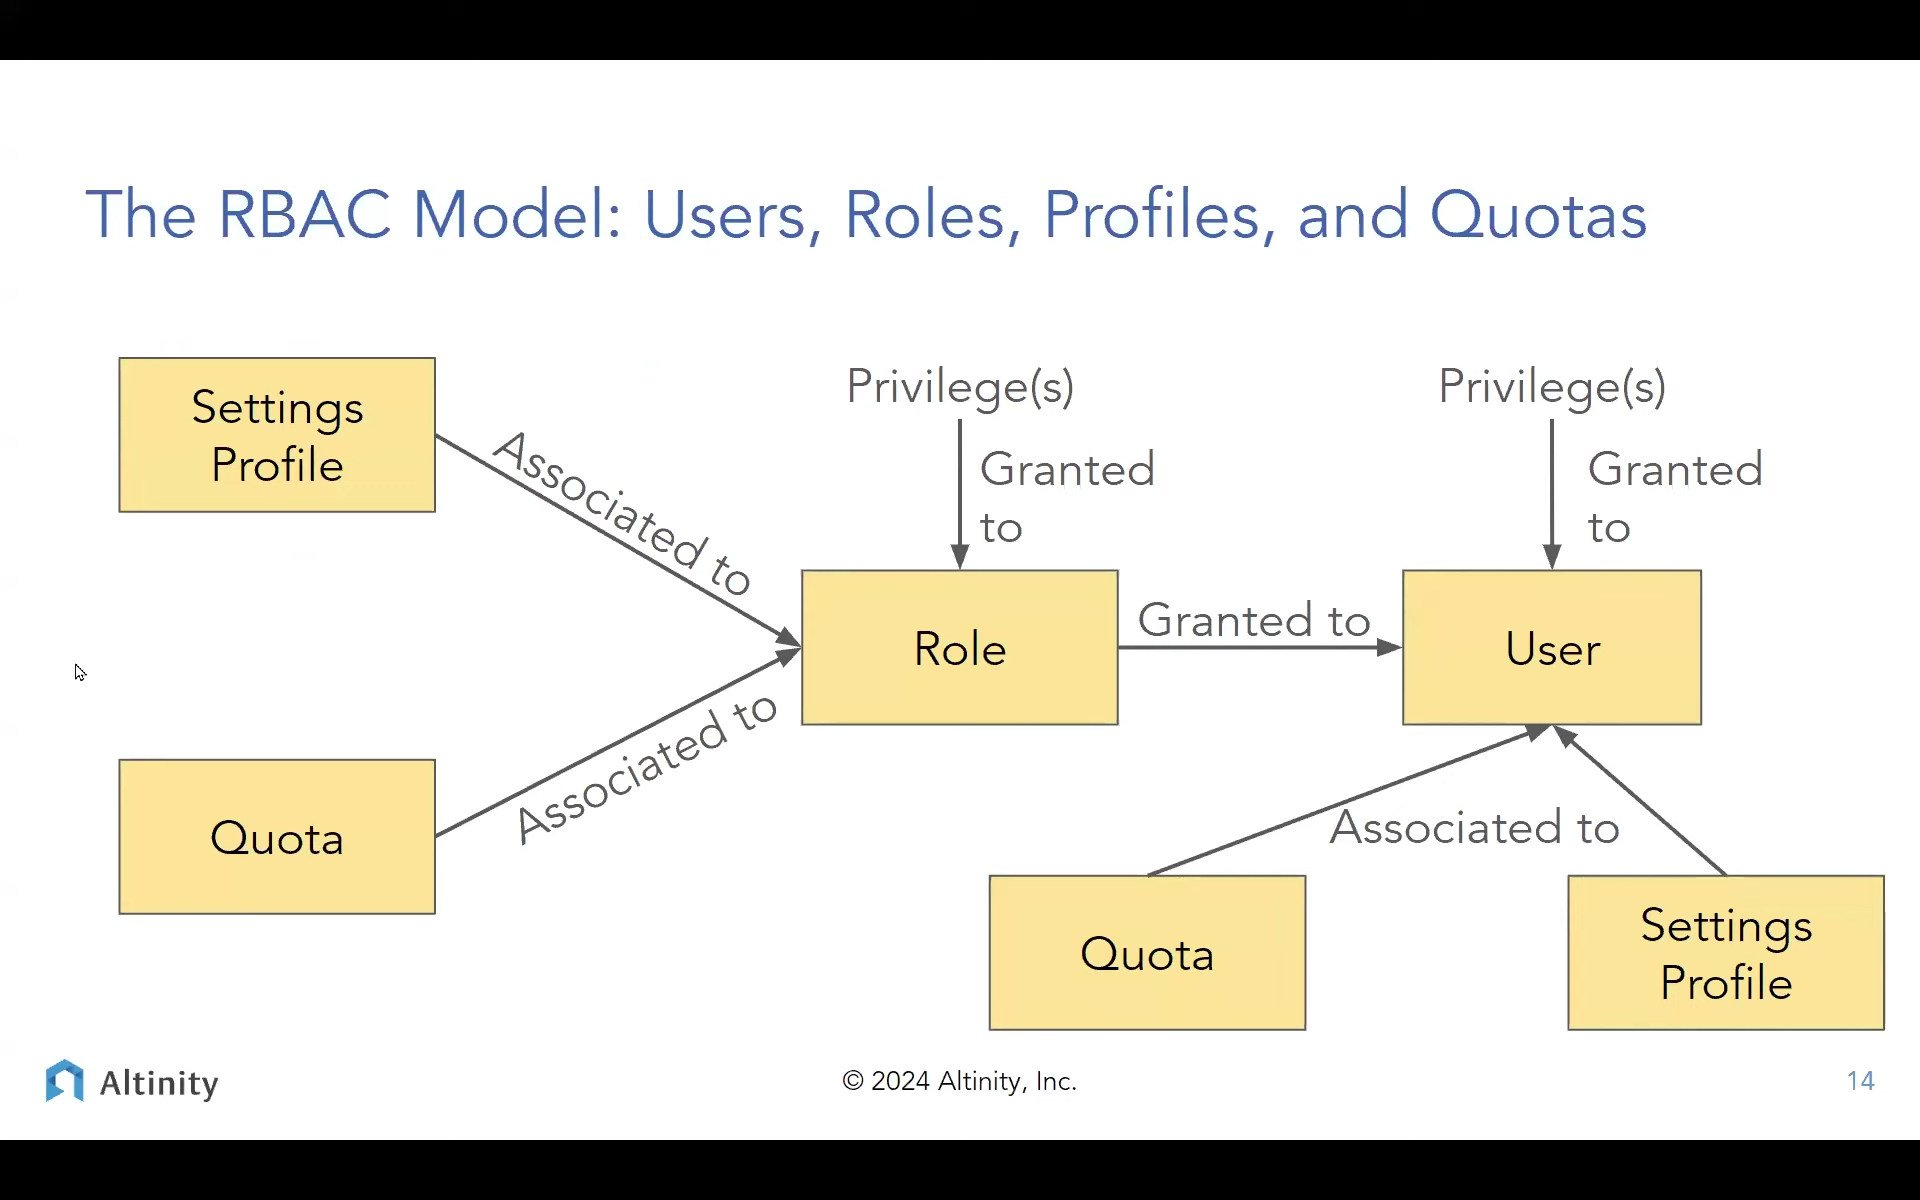 The RBAC Model: Users, Roles, Profiles, and Quotas
Settings
Profile
Associated to
Privilege(s)
Granted
to
Privilege(s)
Granted
to
Role
Granted to
User
Quota
Associated to
Associated to
Quota
Settings
Profile
Altinity
© 2024 Altinity, Inc.
14